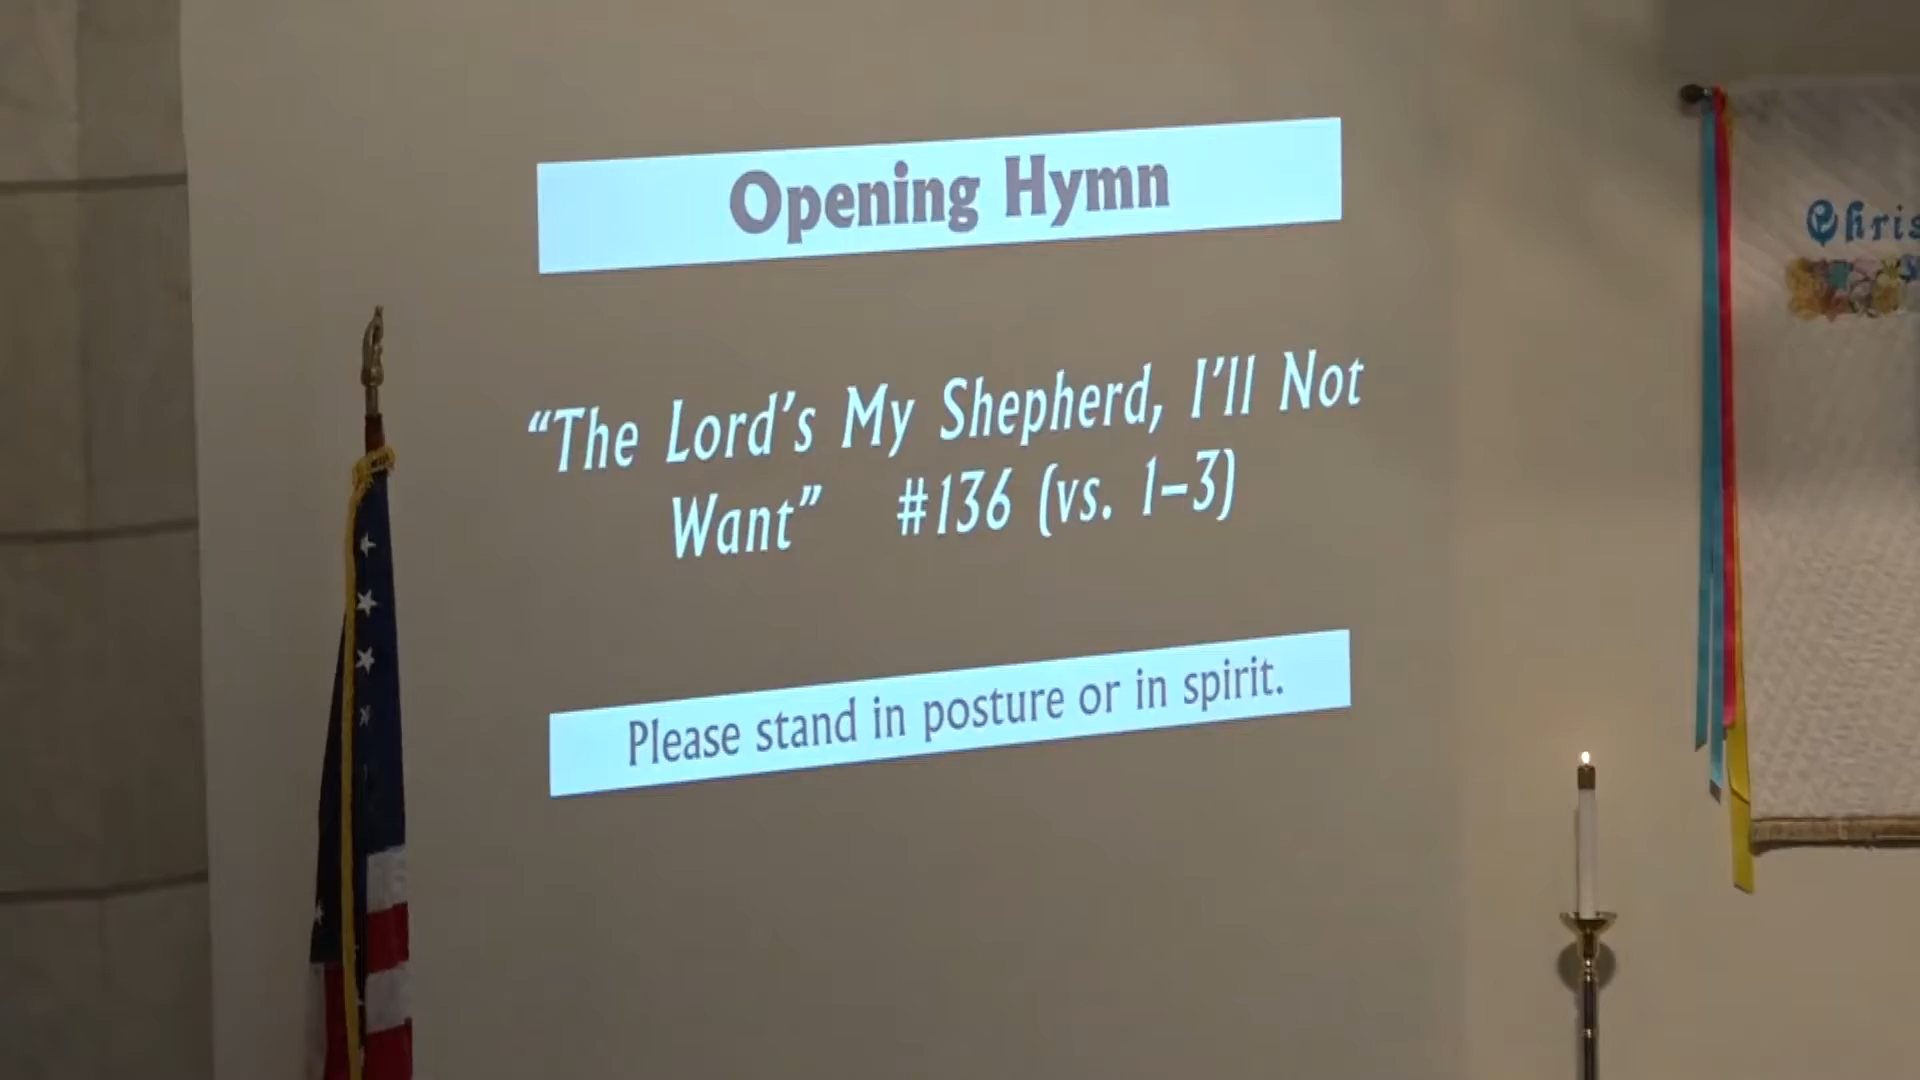 Opening Hymn
“The Lord’s My Shepherd, I’ll Not
Want” #136 (vs. 1–3)
Please stand in posture or in spirit.
Chris